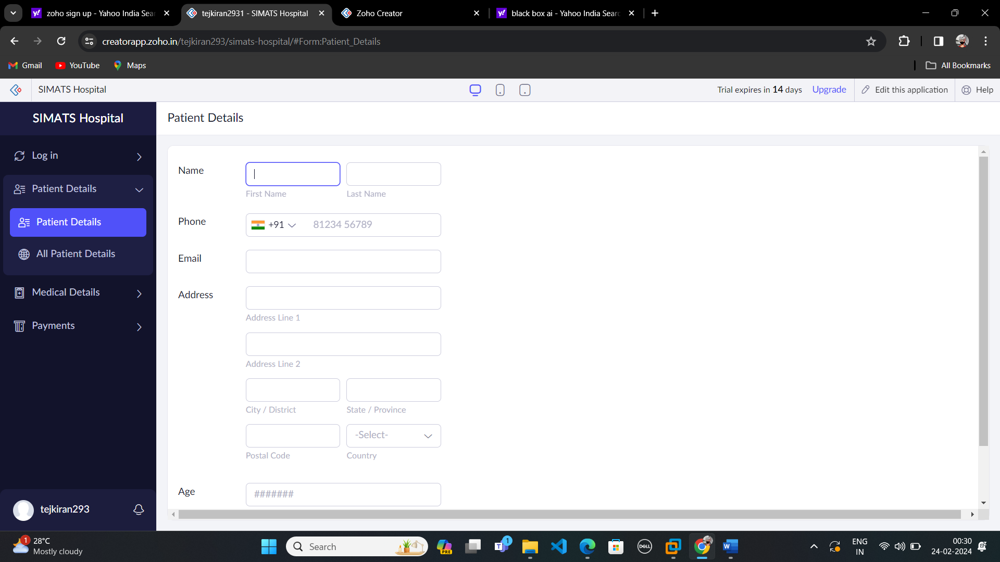 zoho sign up - Yahoo India Sear
tejkiran2931 - SIMATS Hospital
Zoho Creator
black box ai - Yahoo India Searc
creatorapp.zoho.in/tejkiran293/simats-hospital/#Form:Patient_Details
Gmail
YouTube
Maps
All Bookmarks
SIMATS Hospital
Trial expires in 14 days
Upgrade
Edit this application
Help
SIMATS Hospital
Log in
Patient Details
Patient Details
All Patient Details
Medical Details
Payments
tejkiran293
Patient Details
Name
First Name
Last Name
Phone
+91
81234 56789
Email
Address
Address Line 1
Address Line 2
City / District
State / Province
-Select-
Postal Code
Country
Age
#######
1
28°C
Mostly cloudy
Search
PRE
T
1
DELL
W
ENG
IN
00:30
24-02-2024